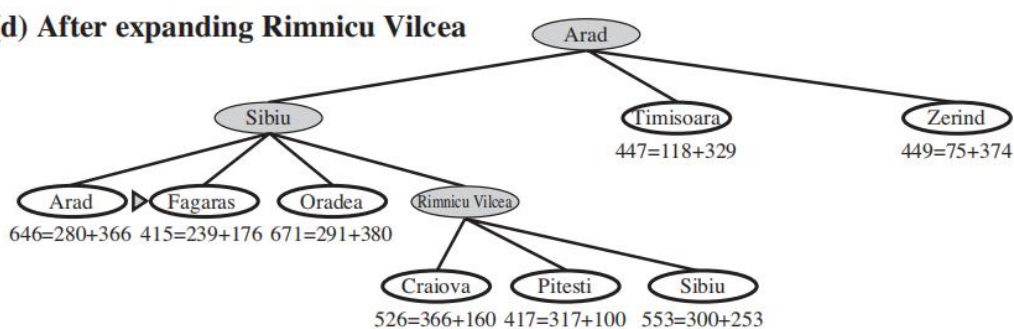 d) After expanding Rimnicu Vilcea
Arad
Sibiu
Timisoara
Zerind
447=118+329
449=75+374
Arad
Fagaras
Oradea
Rimnicu Vilcea
646=280+366 415=239+176 671=291+380
Craiova
Pitesti
Sibiu
526=366+160 417=317+100 553=300+253